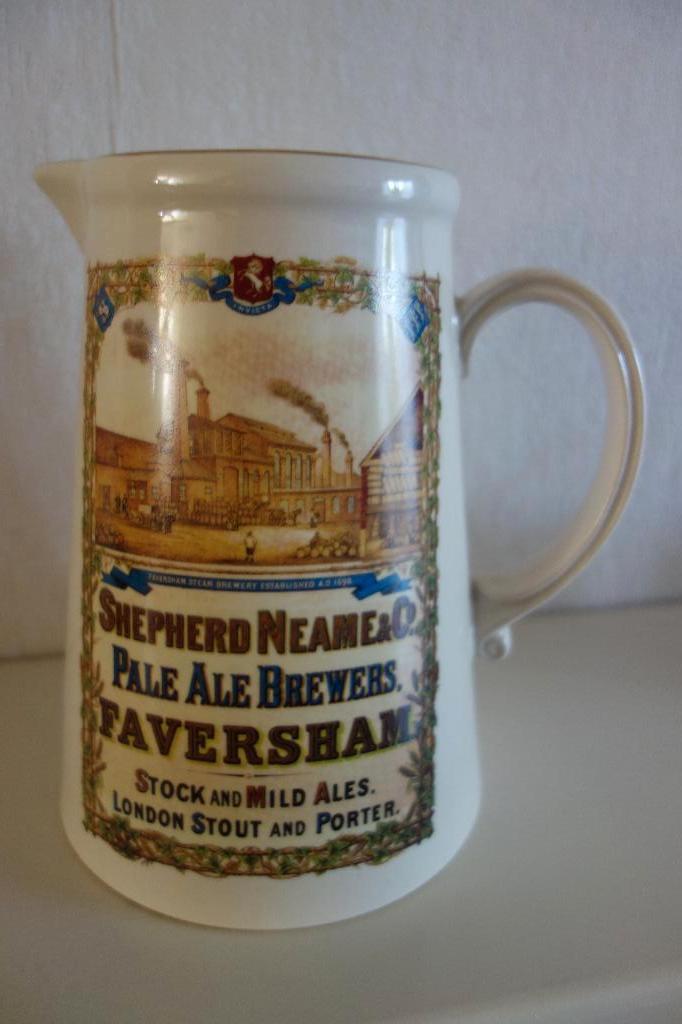 INVICTA
FAVERSHAM STEAM BREWERY ESTABLISHED A.D. 1698
SHEPHERD NEAME & CO.
PALE ALE BREWERS.
FAVERSHAM.
STOCK AND MILD ALES.
LONDON STOUT AND PORTER.